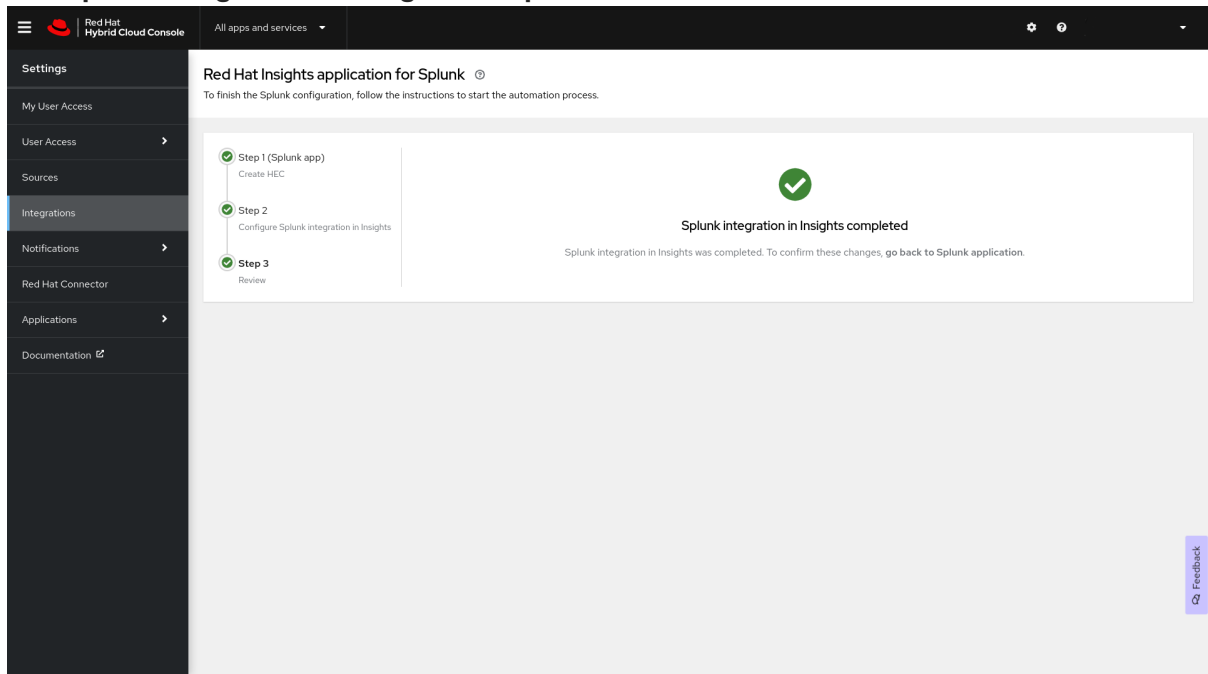 Red Hat
Hybrid Cloud Console
All apps and services
Settings
My User Access
User Access
Sources
Integrations
Notifications
Red Hat Connector
Applications
Documentation
Red Hat Insights application for Splunk
To finish the Splunk configuration, follow the instructions to start the automation process.
Step 1 (Splunk app)
Create HEC
Step 2
Configure Splunk integration in Insights
Step 3
Review
Splunk integration in Insights completed
Splunk integration in Insights was completed. To confirm these changes, go back to Splunk application.
Feedback